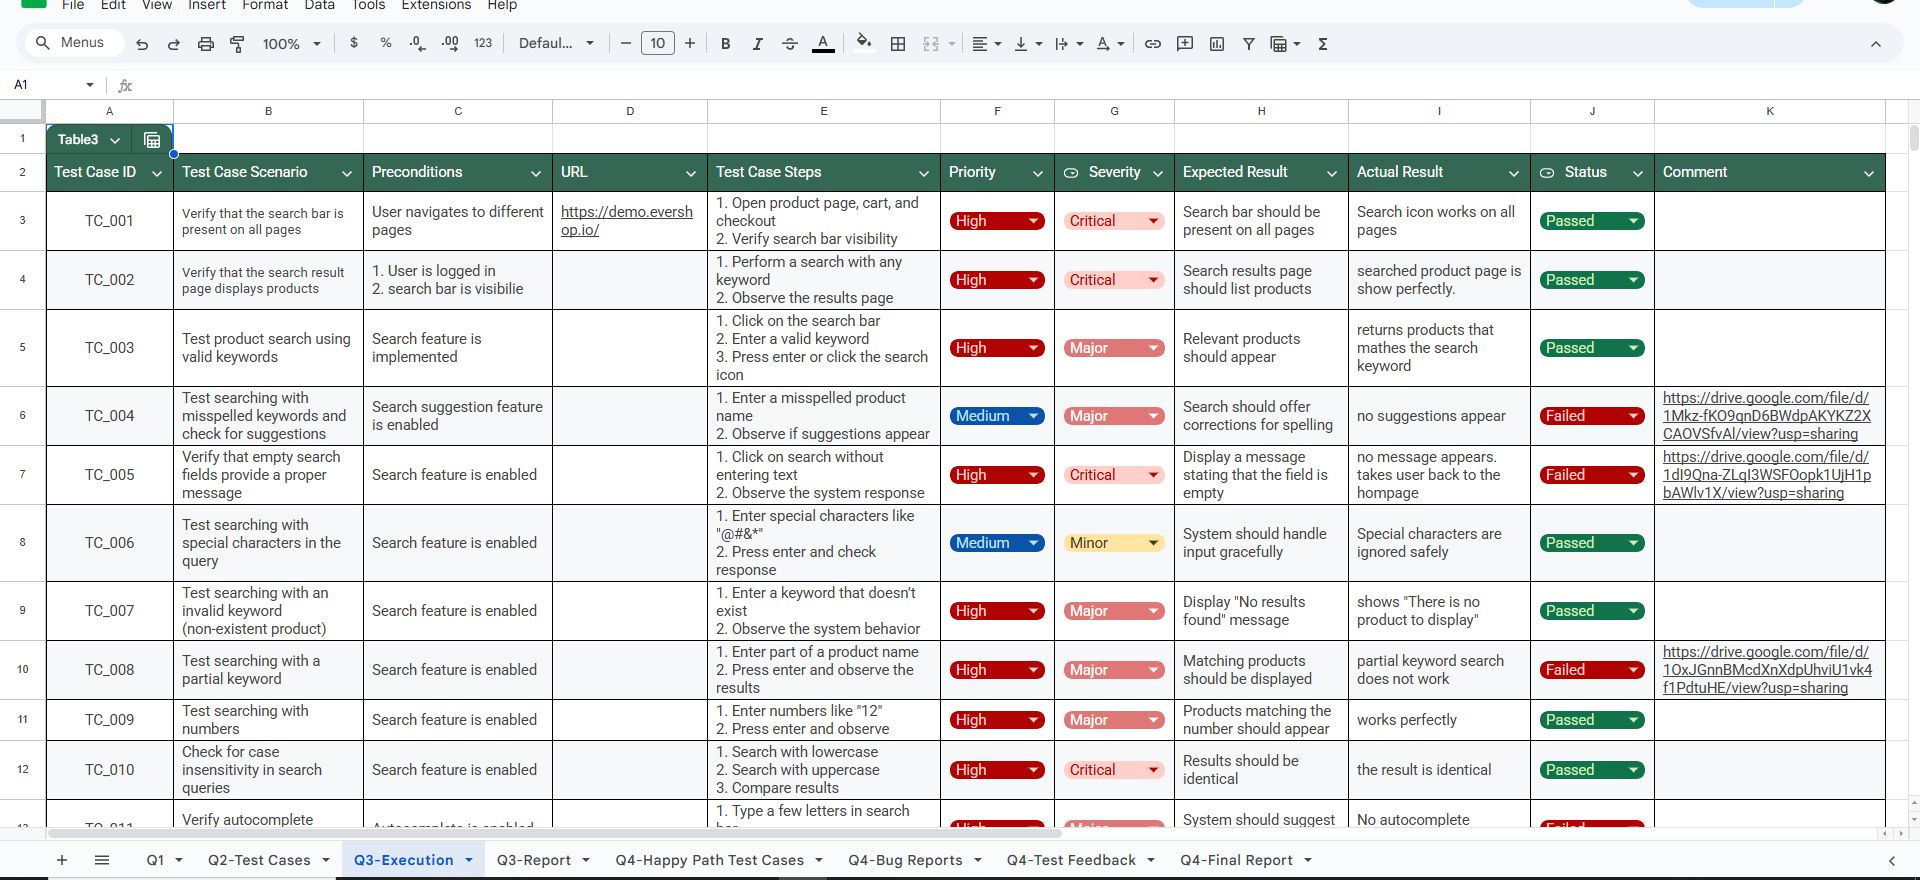 File Edit View Insert Format Data Tools Extensions Help
Menus 100% $ % .0 .00 123 Defaul... 10 B I A Σ
A1 fx
A B C D E F G H I J K
1 Table3
2 Test Case ID Test Case Scenario Preconditions URL Test Case Steps Priority Severity Expected Result Actual Result Status Comment
3 TC_001
Verify that the search bar is
present on all pages
User navigates to different
pages
https://demo.eversh
op.io/
1. Open product page, cart, and
checkout
2. Verify search bar visibility
High
Critical
Search bar should be
present on all pages
Search icon works on all
pages
Passed
4 TC_002
Verify that the search result
page displays products
1. User is logged in
2. search bar is visibilie
1. Perform a search with any
keyword
2. Observe the results page
High
Critical
Search results page
should list products
searched product page is
show perfectly.
Passed
5 TC_003
Test product search using
valid keywords
Search feature is
implemented
1. Click on the search bar
2. Enter a valid keyword
3. Press enter or click the search
icon
High
Major
Relevant products
should appear
returns products that
mathes the search
keyword
Passed
6 TC_004
Test searching with
misspelled keywords and
check for suggestions
Search suggestion feature
is enabled
1. Enter a misspelled product
name
2. Observe if suggestions appear
Medium
Major
Search should offer
corrections for spelling
no suggestions appear
Failed
https://drive.google.com/file/d/
1Mkz-fKO9qnD6BWdpAKYKZ2X
CAOVSfvAl/view?usp=sharing
7 TC_005
Verify that empty search
fields provide a proper
message
Search feature is enabled
1. Click on search without
entering text
2. Observe the system response
High
Critical
Display a message
stating that the field is
empty
no message appears.
takes user back to the
hompage
Failed
https://drive.google.com/file/d/
1dI9Qna-ZLqI3WSFOopk1UjH1p
bAWlv1X/view?usp=sharing
8 TC_006
Test searching with
special characters in the
query
Search feature is enabled
1. Enter special characters like
"@#&*"
2. Press enter and check
response
Medium
Minor
System should handle
input gracefully
Special characters are
ignored safely
Passed
9 TC_007
Test searching with an
invalid keyword
(non-existent product)
Search feature is enabled
1. Enter a keyword that doesn’t
exist
2. Observe the system behavior
High
Major
Display "No results
found" message
shows "There is no
product to display"
Passed
10 TC_008
Test searching with a
partial keyword
Search feature is enabled
1. Enter part of a product name
2. Press enter and observe the
results
High
Major
Matching products
should be displayed
partial keyword search
does not work
Failed
https://drive.google.com/file/d/
1OxJGnnBMcdXnXdpUhviU1vk4
f1PdtuHE/view?usp=sharing
11 TC_009
Test searching with
numbers
Search feature is enabled
1. Enter numbers like "12"
2. Press enter and observe
High
Major
Products matching the
number should appear
works perfectly
Passed
12 TC_010
Check for case
insensitivity in search
queries
Search feature is enabled
1. Search with lowercase
2. Search with uppercase
3. Compare results
High
Critical
Results should be
identical
the result is identical
Passed
Verify autocomplete
1. Type a few letters in search
System should suggest
No autocomplete
Q1 Q2-Test Cases Q3-Execution Q3-Report Q4-Happy Path Test Cases Q4-Bug Reports Q4-Test Feedback Q4-Final Report